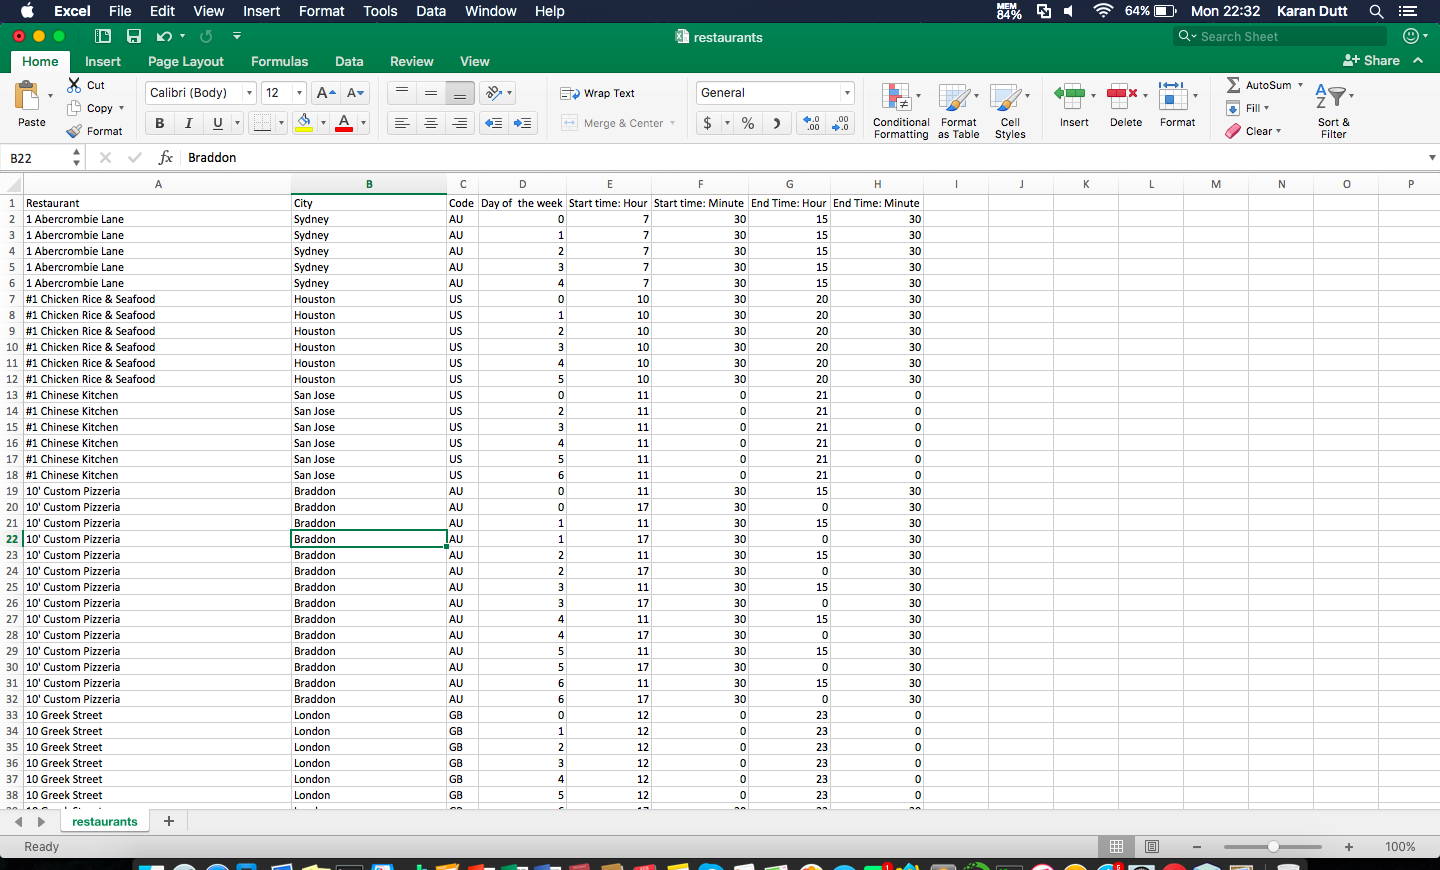 Excel File Edit View Insert Format Tools Data Window Help MEM 84% 64% Mon 22:32 Karan Dutt
restaurants Search Sheet
Home Insert Page Layout Formulas Data Review View Share
Cut Calibri (Body) 12 A A Wrap Text General AutoSum
Copy Fill
Paste Format B I U A Merge & Center $ % Conditional Formatting Format as Table Cell Styles Insert Delete Format Clear Sort & Filter
B22 fx Braddon
A B C D E F G H I J K L M N O P
1 Restaurant City Code Day of the week Start time: Hour Start time: Minute End Time: Hour End Time: Minute
2 1 Abercrombie Lane Sydney AU 0 7 30 15 30
3 1 Abercrombie Lane Sydney AU 1 7 30 15 30
4 1 Abercrombie Lane Sydney AU 2 7 30 15 30
5 1 Abercrombie Lane Sydney AU 3 7 30 15 30
6 1 Abercrombie Lane Sydney AU 4 7 30 15 30
7 #1 Chicken Rice & Seafood Houston US 0 10 30 20 30
8 #1 Chicken Rice & Seafood Houston US 1 10 30 20 30
9 #1 Chicken Rice & Seafood Houston US 2 10 30 20 30
10 #1 Chicken Rice & Seafood Houston US 3 10 30 20 30
11 #1 Chicken Rice & Seafood Houston US 4 10 30 20 30
12 #1 Chicken Rice & Seafood Houston US 5 10 30 20 30
13 #1 Chinese Kitchen San Jose US 0 11 0 21 0
14 #1 Chinese Kitchen San Jose US 2 11 0 21 0
15 #1 Chinese Kitchen San Jose US 3 11 0 21 0
16 #1 Chinese Kitchen San Jose US 4 11 0 21 0
17 #1 Chinese Kitchen San Jose US 5 11 0 21 0
18 #1 Chinese Kitchen San Jose US 6 11 0 21 0
19 10' Custom Pizzeria Braddon AU 0 11 30 15 30
20 10' Custom Pizzeria Braddon AU 0 17 30 0 30
21 10' Custom Pizzeria Braddon AU 1 11 30 15 30
22 10' Custom Pizzeria Braddon AU 1 17 30 0 30
23 10' Custom Pizzeria Braddon AU 2 11 30 15 30
24 10' Custom Pizzeria Braddon AU 2 17 30 0 30
25 10' Custom Pizzeria Braddon AU 3 11 30 15 30
26 10' Custom Pizzeria Braddon AU 3 17 30 0 30
27 10' Custom Pizzeria Braddon AU 4 11 30 15 30
28 10' Custom Pizzeria Braddon AU 4 17 30 0 30
29 10' Custom Pizzeria Braddon AU 5 11 30 15 30
30 10' Custom Pizzeria Braddon AU 5 17 30 0 30
31 10' Custom Pizzeria Braddon AU 6 11 30 15 30
32 10' Custom Pizzeria Braddon AU 6 17 30 0 30
33 10 Greek Street London GB 0 12 0 23 0
34 10 Greek Street London GB 1 12 0 23 0
35 10 Greek Street London GB 2 12 0 23 0
36 10 Greek Street London GB 3 12 0 23 0
37 10 Greek Street London GB 4 12 0 23 0
38 10 Greek Street London GB 5 12 0 23 0
restaurants +
Ready 100%